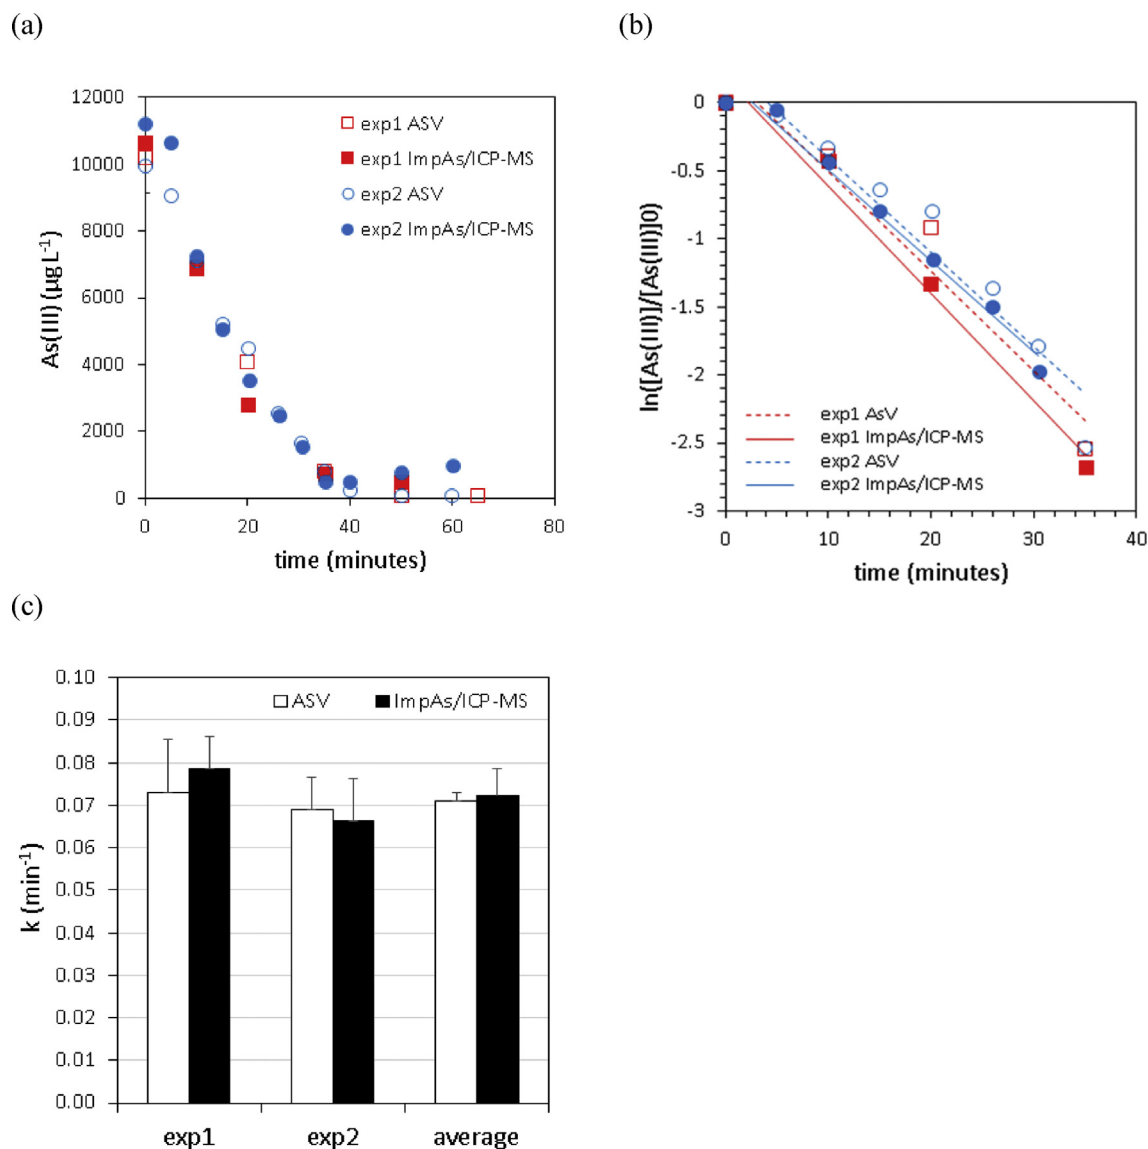 (a)
12000
10000
8000
6000
4000
2000
0
As(III) (µg L⁻¹)
exp1 ASV
exp1 ImpAs/ICP-MS
exp2 ASV
exp2 ImpAs/ICP-MS
0 20 40 60 80
time (minutes)
(b)
0
-0.5
-1
-1.5
-2
-2.5
-3
ln([As(III)]/[As(III)]0)
exp1 AsV
exp1 ImpAs/ICP-MS
exp2 ASV
exp2 ImpAs/ICP-MS
0 10 20 30 40
time (minutes)
(c)
0.10
0.09
0.08
0.07
0.06
0.05
0.04
0.03
0.02
0.01
0.00
k (min⁻¹)
ASV ImpAs/ICP-MS
exp1 exp2 average